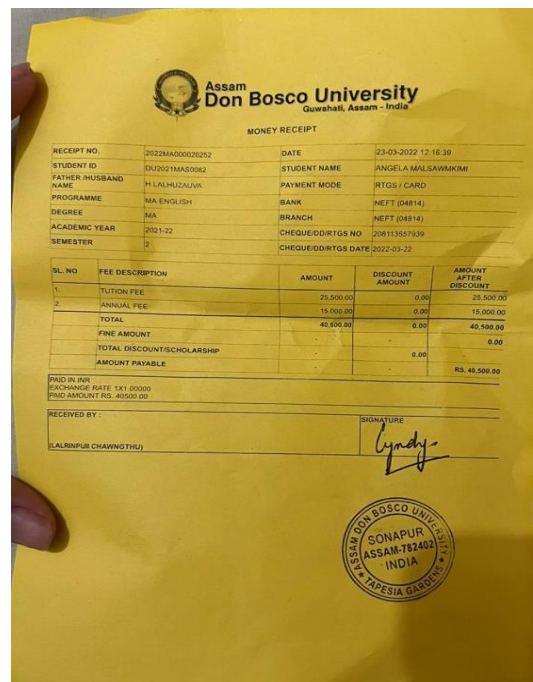 Assam
Don Bosco University
Guwahati, Assam - India
MONEY RECEIPT
RECEIPT NO. 2022MA000026252 DATE 23-03-2022 12:16:39
STUDENT ID DU2021MAS0082 STUDENT NAME ANGELA MALSAWMKIMI
FATHER /HUSBAND NAME H LALHUZAUVA PAYMENT MODE RTGS / CARD
PROGRAMME MA ENGLISH BANK NEFT (04814)
DEGREE MA BRANCH NEFT (04814)
ACADEMIC YEAR 2021-22 CHEQUE/DD/RTGS NO 208113557939
SEMESTER 2 CHEQUE/DD/RTGS DATE 2022-03-22
SL. NO FEE DESCRIPTION AMOUNT DISCOUNT AMOUNT AMOUNT AFTER DISCOUNT
1. TUTION FEE 25,500.00 0.00 25,500.00
2. ANNUAL FEE 15,000.00 0.00 15,000.00
TOTAL 40,500.00 0.00 40,500.00
FINE AMOUNT - - 0.00
TOTAL DISCOUNT/SCHOLARSHIP - 0.00
AMOUNT PAYABLE - - RS. 40,500.00
PAID IN INR
EXCHANGE RATE 1X1.00000
PAID AMOUNT RS. 40500.00
RECEIVED BY : SIGNATURE
Cyndy
(LALRINPUII CHAWNGTHU)
ASSAM DON BOSCO UNIVERSITY
SONAPUR
ASSAM-782402
INDIA
TAPESIA GARDENS